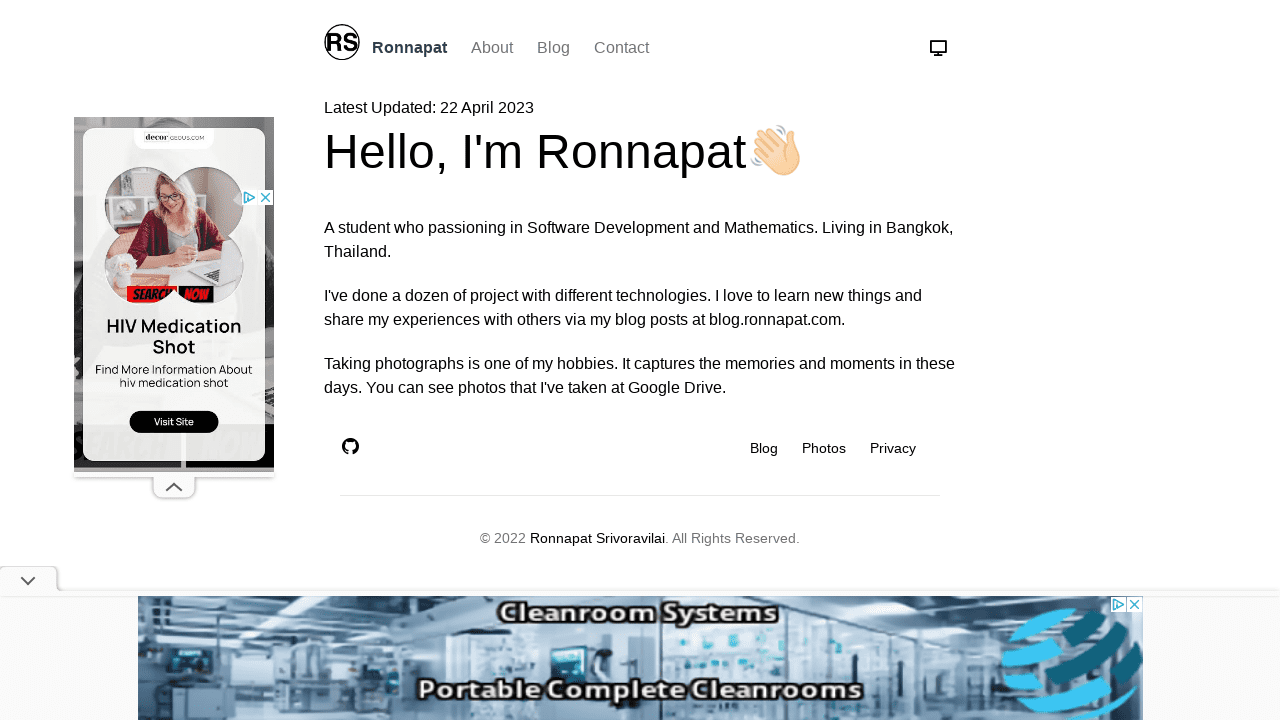 RS
Ronnapat
About
Blog
Contact
Latest Updated: 22 April 2023
Hello, I'm Ronnapat
A student who passioning in Software Development and Mathematics. Living in Bangkok,
Thailand.
I've done a dozen of project with different technologies. I love to learn new things and
share my experiences with others via my blog posts at blog.ronnapat.com.
Taking photographs is one of my hobbies. It captures the memories and moments in these
days. You can see photos that I've taken at Google Drive.
Blog
Photos
Privacy
© 2022 Ronnapat Srivoravilai. All Rights Reserved.
decorGEOUS.COM
SEARCH NOW
HIV Medication
Shot
Find More Information About
hiv medication shot
Visit Site
Cleanroom Systems
Portable Complete Cleanrooms